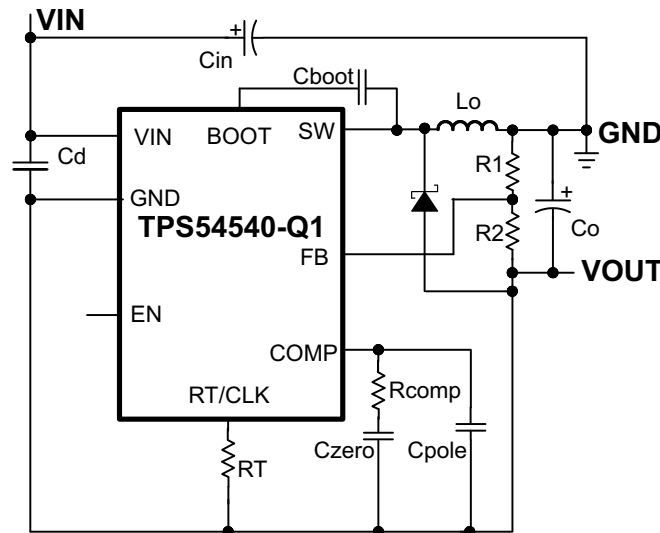 VIN
Cin
Cboot
Lo
VIN
BOOT
SW
GND
Cd
R1
GND
TPS54540-Q1
R2
Co
FB
VOUT
EN
COMP
RT/CLK
Rcomp
Czero
Cpole
RT